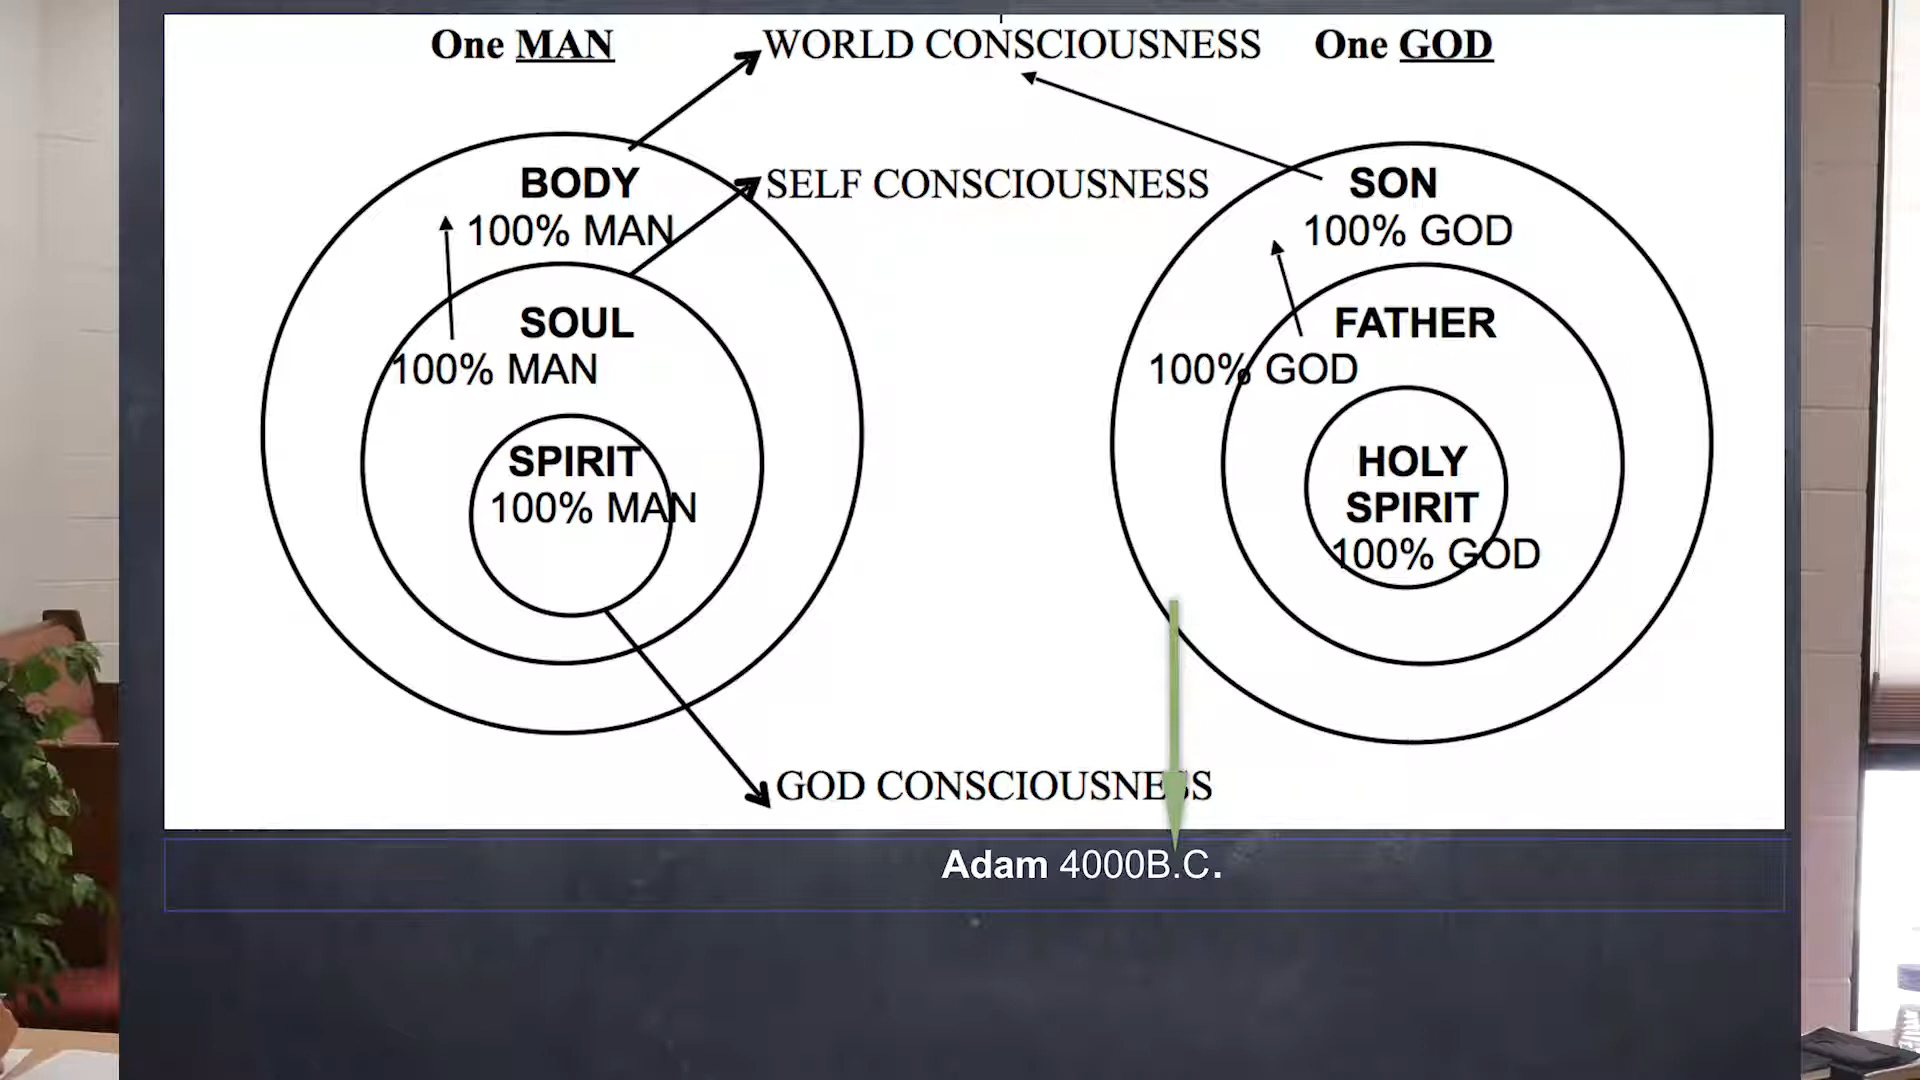 One MAN
WORLD CONSCIOUSNESS
One GOD
BODY
100% MAN
SELF CONSCIOUSNESS
SON
100% GOD
SOUL
100% MAN
FATHER
100% GOD
SPIRIT
100% MAN
HOLY
SPIRIT
100% GOD
GOD CONSCIOUSNESS
Adam 4000B.C.